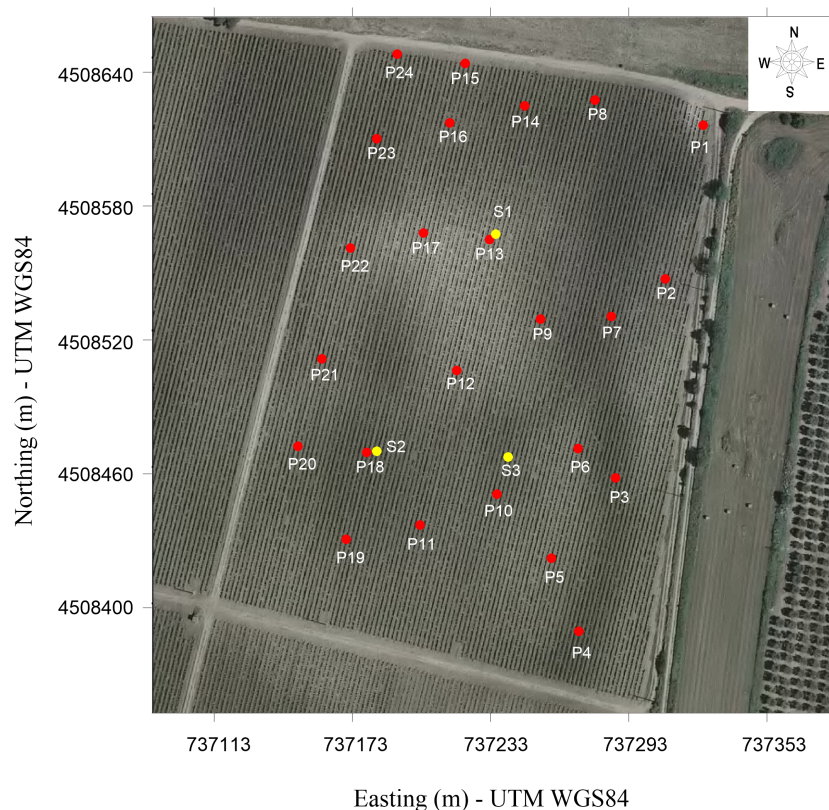 N
W E
S
4508640
4508580
4508520
4508460
4508400
Northing (m) - UTM WGS84
P24
P15
P8
P14
P1
P16
P23
S1
P17
P13
P22
P2
P9
P7
P21
P12
P20
P18
S2
S3
P6
P3
P10
P11
P19
P5
P4
737113 737173 737233 737293 737353
Easting (m) - UTM WGS84